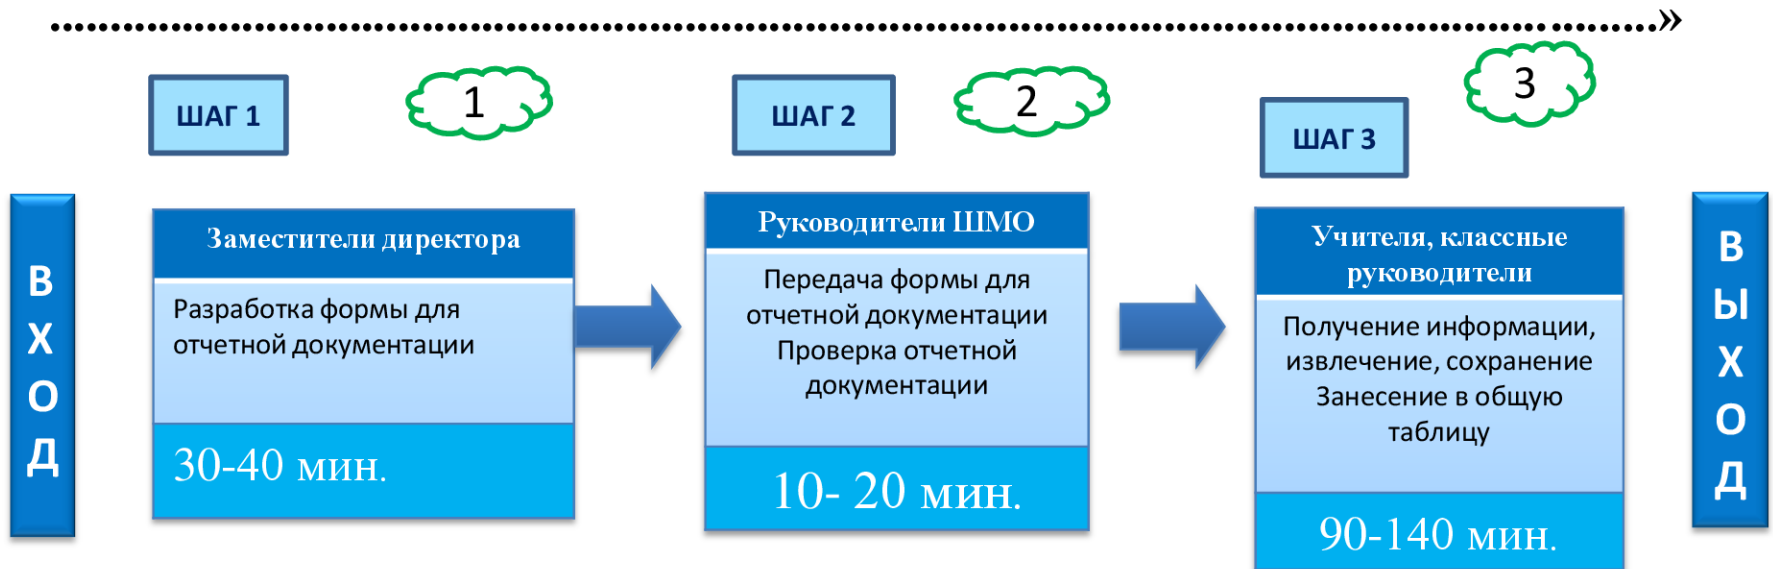 ШАГ 1
1
ШАГ 2
2
ШАГ 3
3
ВХОД
Заместители директора
Разработка формы для
отчетной документации
30-40 мин.
Руководители ШМО
Передача формы для
отчетной документации
Проверка отчетной
документации
10- 20 мин.
Учителя, классные
руководители
Получение информации,
извлечение, сохранение
Занесение в общую
таблицу
90-140 мин.
ВЫХОД